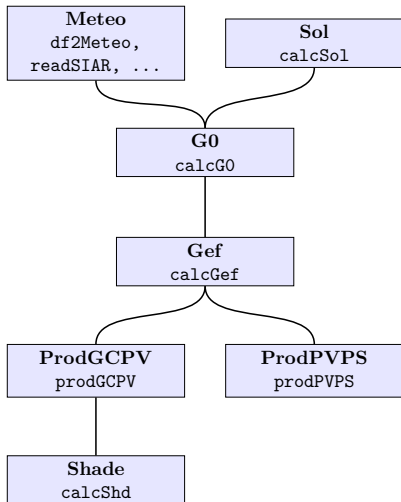 Meteo
df2Meteo,
readSIAR, ...
Sol
calcSol
G0
calcG0
Gef
calcGef
ProdGCPV
prodGCPV
ProdPVPS
prodPVPS
Shade
calcShd